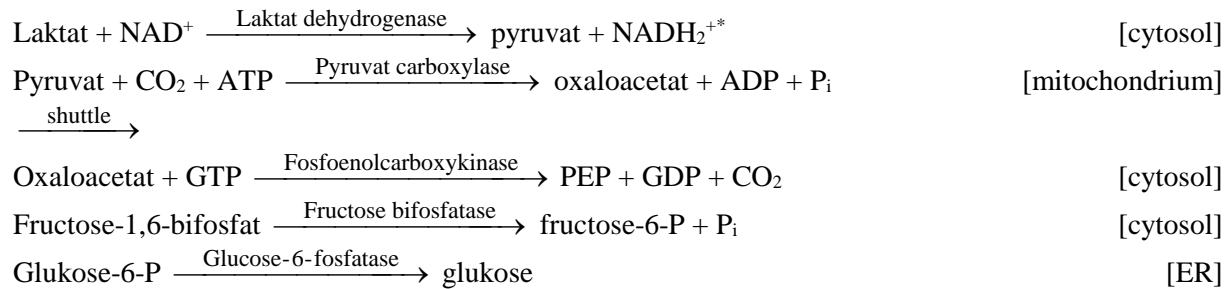 Laktat + NAD⁺ Laktat dehydrogenase → pyruvat + NADH₂⁺* [cytosol]
Pyruvat + CO₂ + ATP Pyruvat carboxylase → oxaloacetat + ADP + Pᵢ [mitochondrium]
shuttle →
Oxaloacetat + GTP Fosfoenolcarboxykinase → PEP + GDP + CO₂ [cytosol]
Fructose-1,6-bifosfat Fructose bifosfatase → fructose-6-P + Pᵢ [cytosol]
Glukose-6-P Glucose-6-fosfatase → glukose [ER]